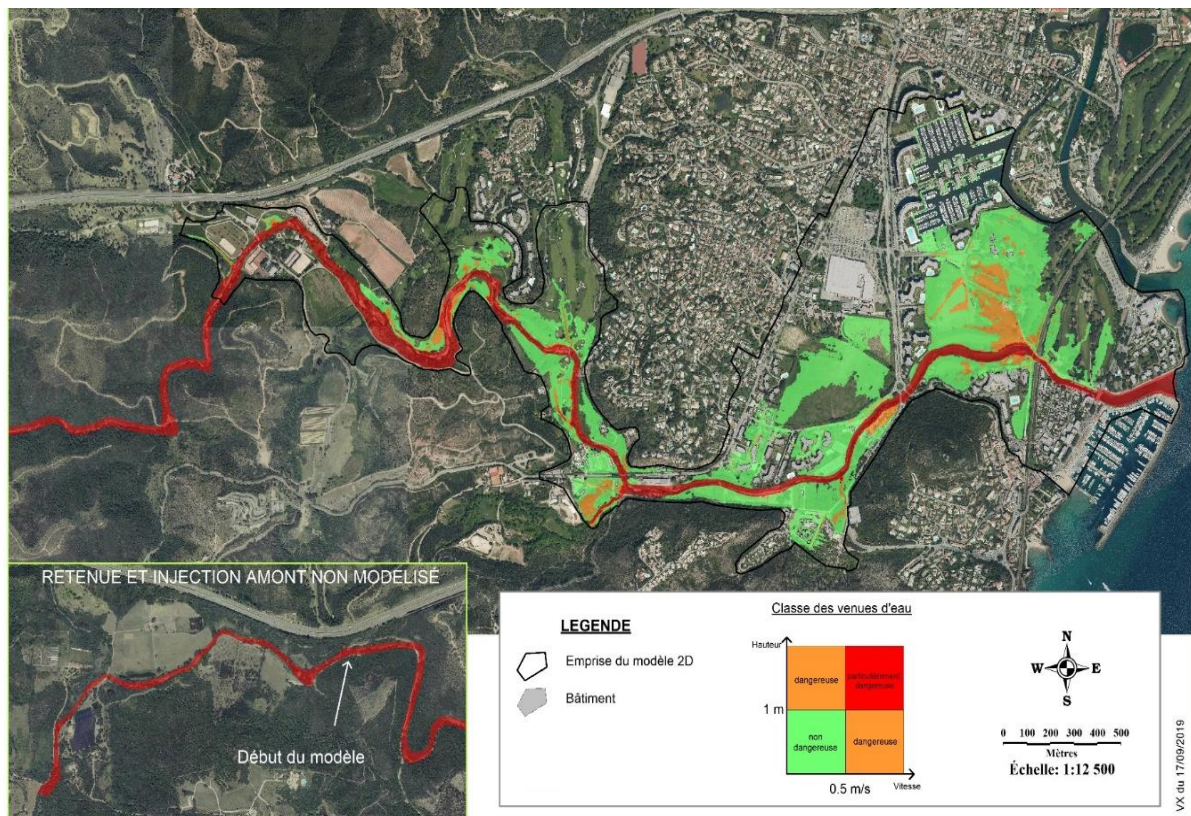 RETENUE ET INJECTION AMONT NON MODELISÉ
Début du modèle
LEGENDE
Emprise du modèle 2D
Bâtiment
Classe des venues d'eau
Hauteur
dangereuse
particulièrement
dangereuse
1 m
non
dangereuse
dangereuse
0.5 m/s
Vitesse
N
W
E
S
0 100 200 300 400 500
Mètres
Échelle: 1:12 500
VX du 17/09/2019